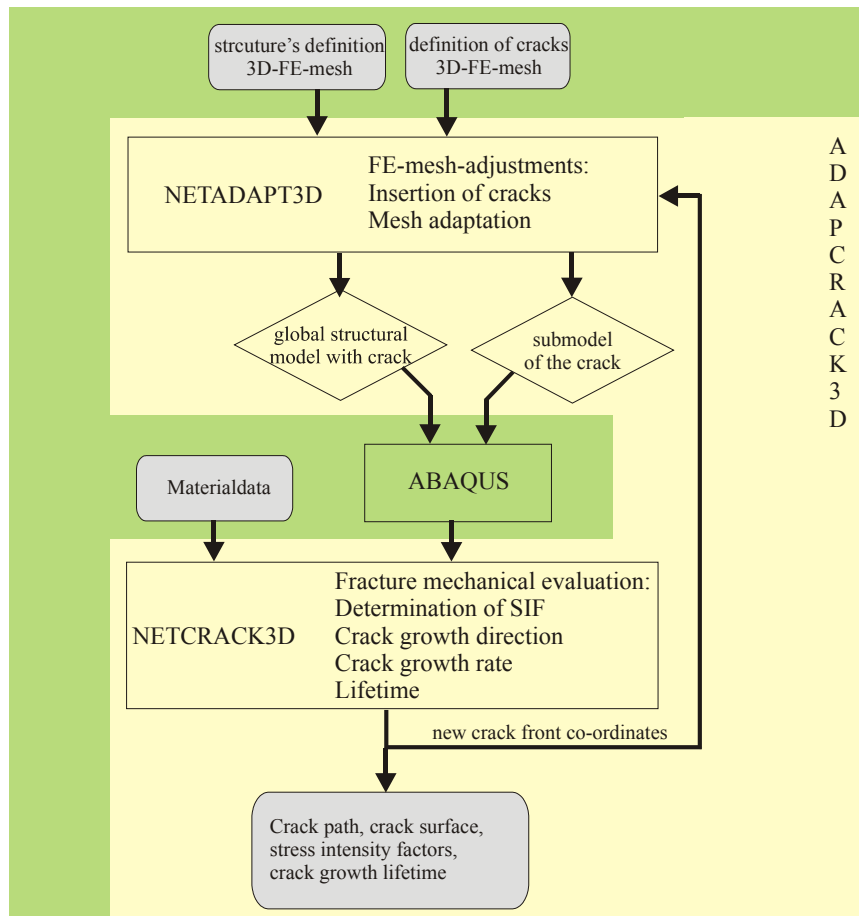 strcuture's definition
3D-FE-mesh
definition of cracks
3D-FE-mesh
NETADAPT3D
FE-mesh-adjustments:
Insertion of cracks
Mesh adaptation
A
D
A
P
C
R
A
C
K
3
D
global structural
model with crack
submodel
of the crack
Materialdata
ABAQUS
NETCRACK3D
Fracture mechanical evaluation:
Determination of SIF
Crack growth direction
Crack growth rate
Lifetime
new crack front co-ordinates
Crack path, crack surface,
stress intensity factors,
crack growth lifetime